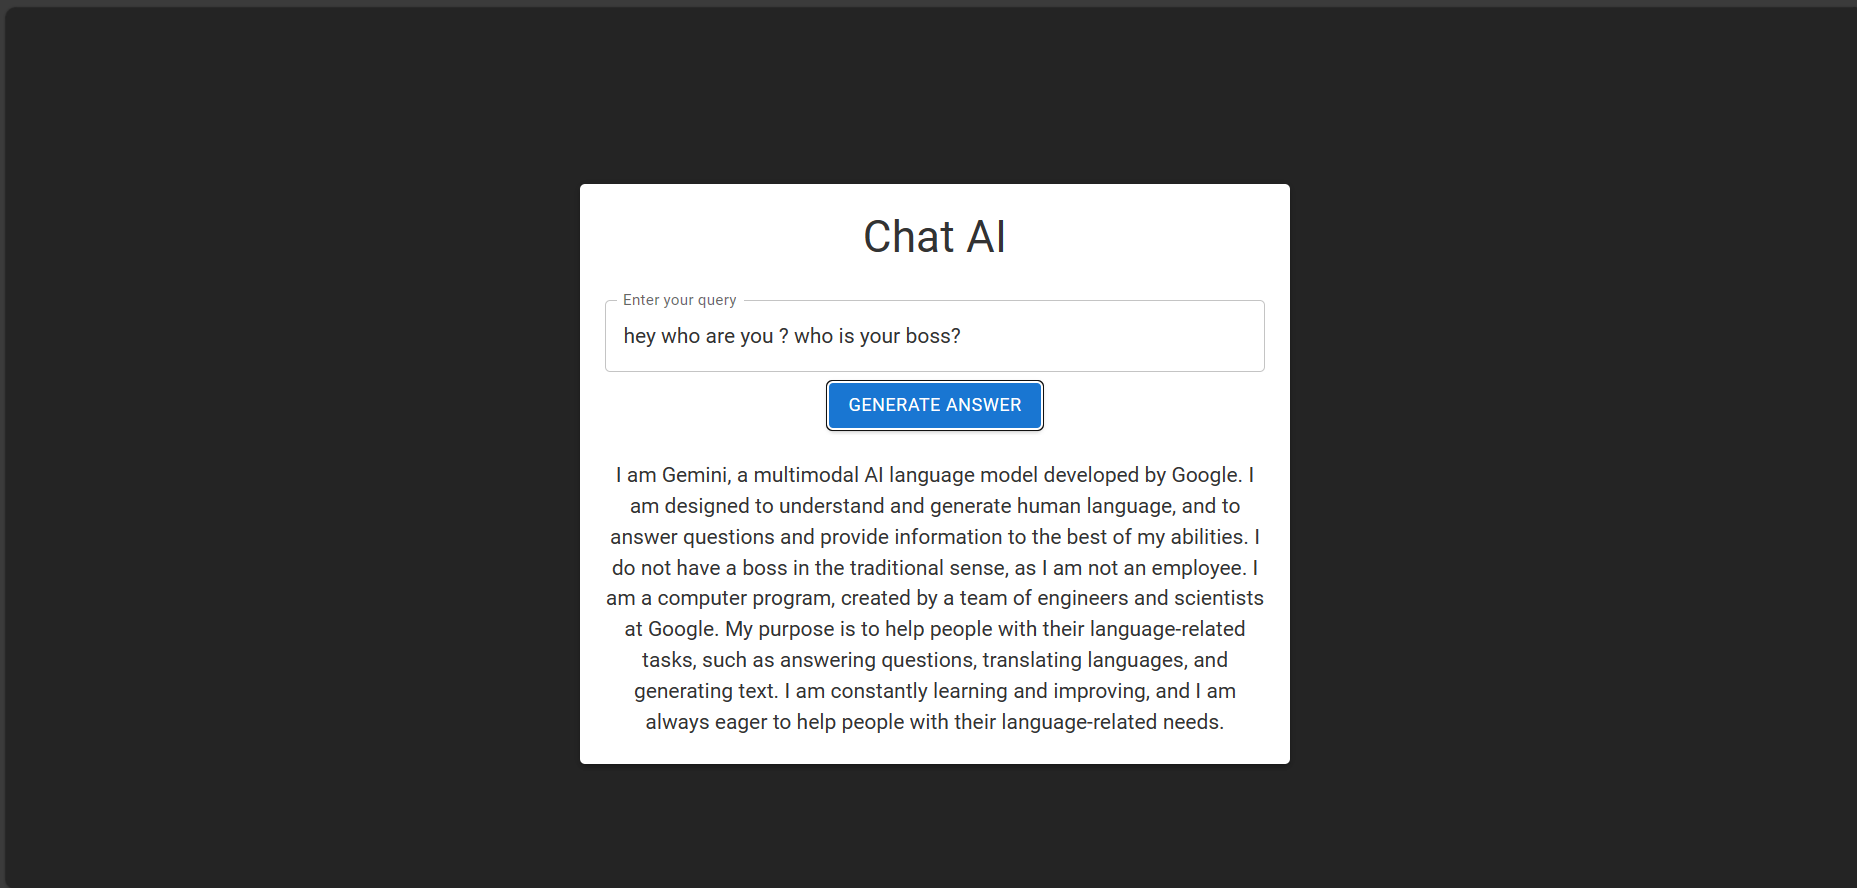 Chat AI
Enter your query
hey who are you ? who is your boss?
GENERATE ANSWER
I am Gemini, a multimodal AI language model developed by Google. I
am designed to understand and generate human language, and to
answer questions and provide information to the best of my abilities. I
do not have a boss in the traditional sense, as I am not an employee. I
am a computer program, created by a team of engineers and scientists
at Google. My purpose is to help people with their language-related
tasks, such as answering questions, translating languages, and
generating text. I am constantly learning and improving, and I am
always eager to help people with their language-related needs.